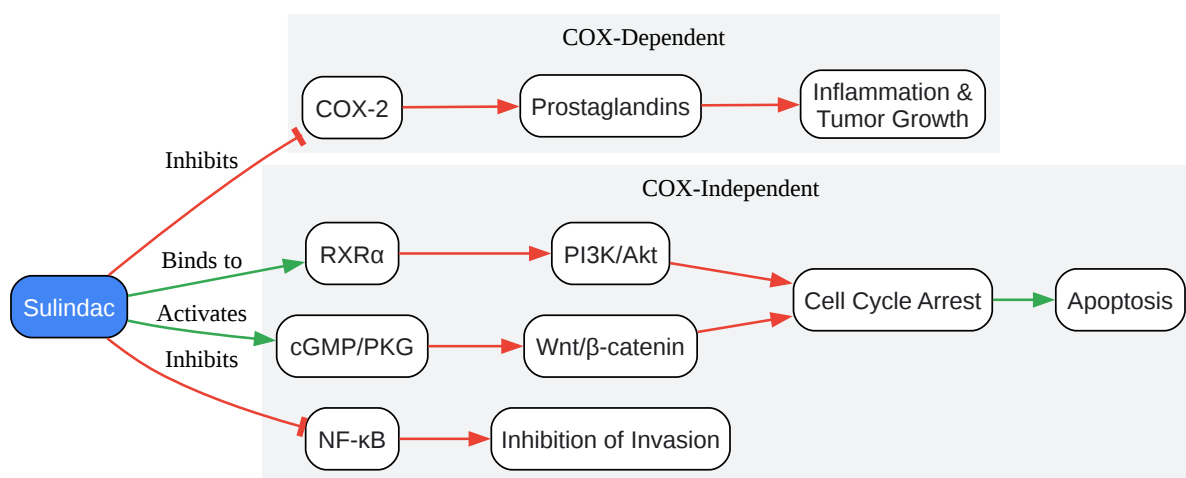 COX-Dependent
COX-2
Prostaglandins
Inflammation &
Tumor Growth
Inhibits
COX-Independent
Binds to
RXRα
PI3K/Akt
Sulindac
Activates
cGMP/PKG
Wnt/β-catenin
Cell Cycle Arrest
Apoptosis
Inhibits
NF-κB
Inhibition of Invasion